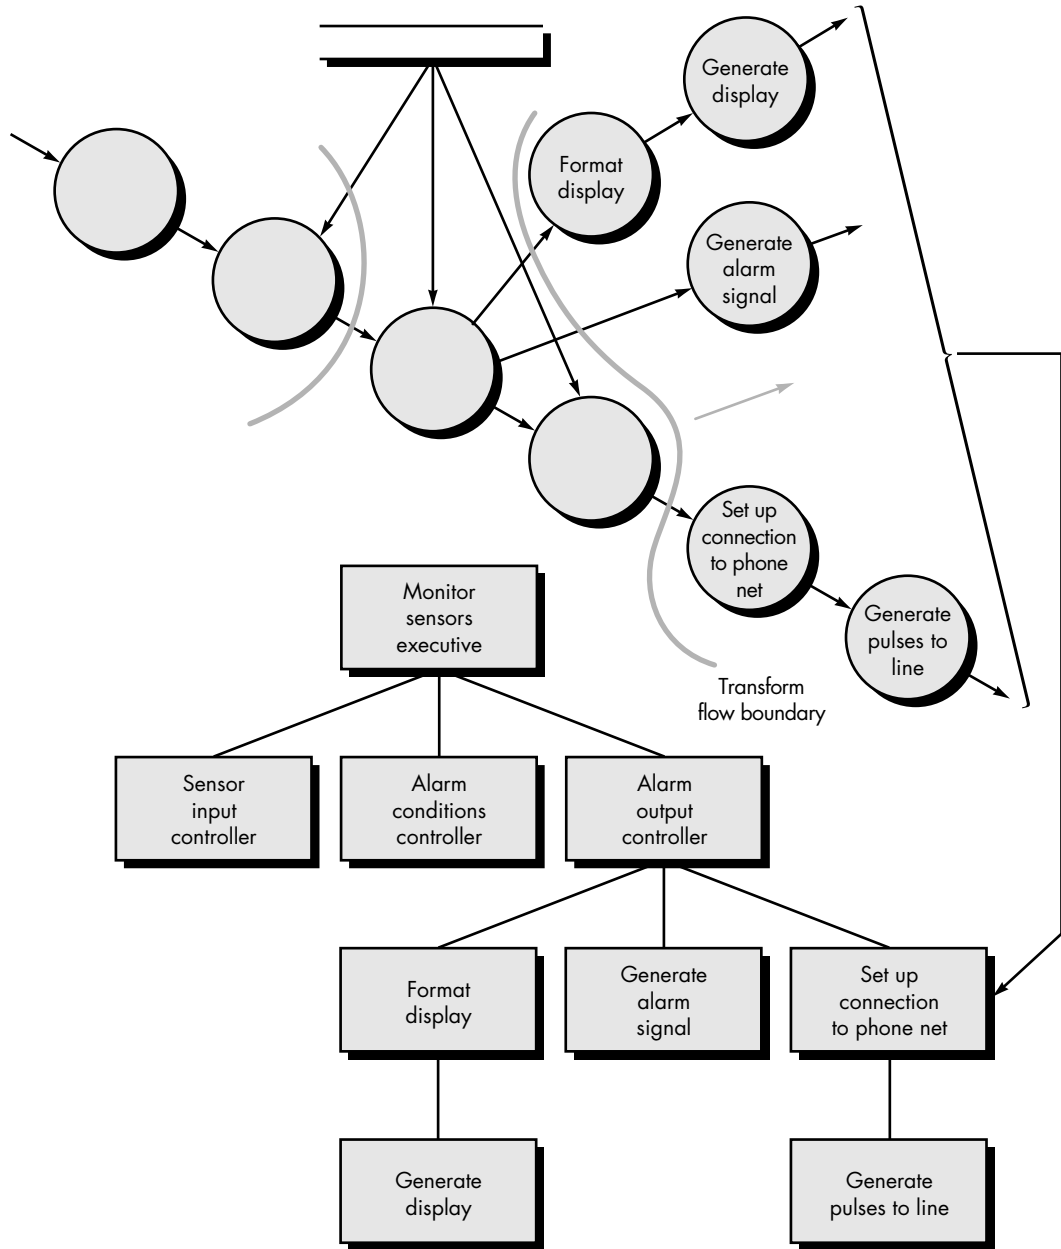 Generate
display
Format
display
Generate
alarm
signal
Set up
connection
to phone
net
Generate
pulses to
line
Transform
flow boundary
Monitor
sensors
executive
Sensor
input
controller
Alarm
conditions
controller
Alarm
output
controller
Format
display
Generate
alarm
signal
Set up
connection
to phone net
Generate
display
Generate
pulses to line